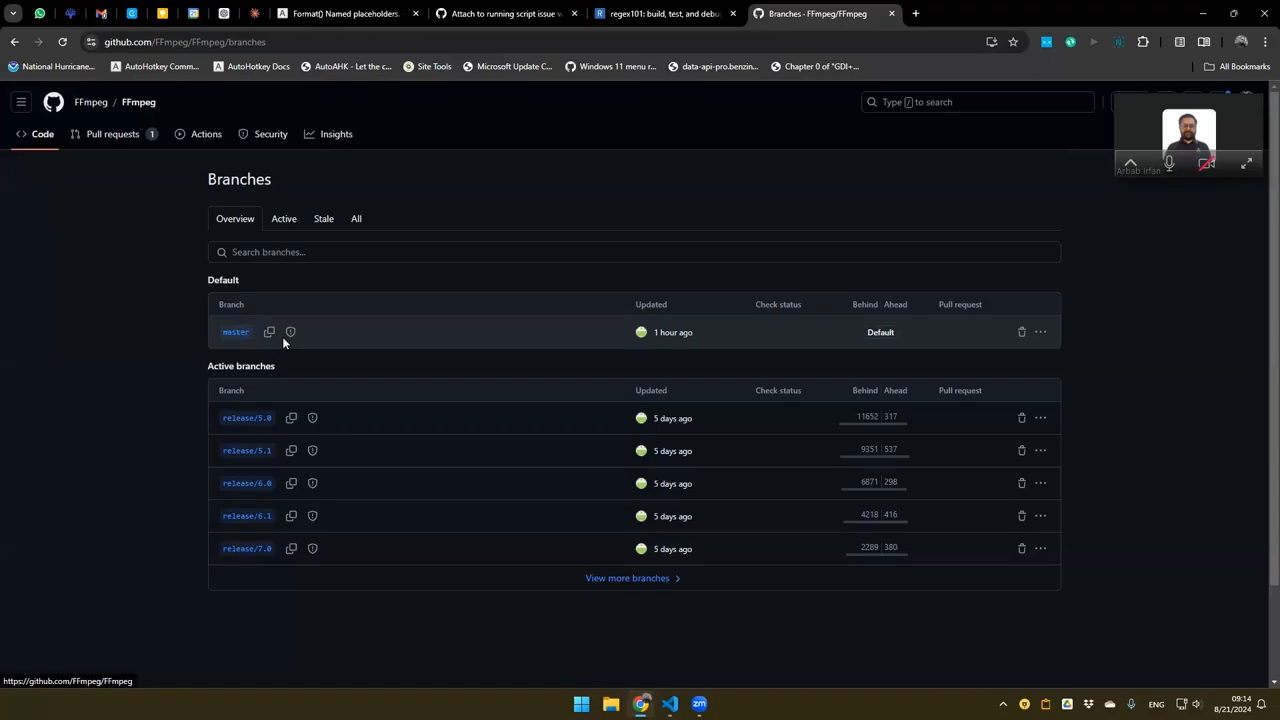 Format() Named placeholders.
Attach to running script issue
regex101: build, test, and debu
Branches · FFmpeg/FFmpeg
github.com/FFmpeg/FFmpeg/branches
National Hurricane...
AutoHotkey Comm...
AutoHotkey Docs
AutoAHK - Let the c...
Site Tools
Microsoft Update C...
Windows 11 menu r...
data-api-pro.benzin...
Chapter 0 of "GDI+...
All Bookmarks
FFmpeg / FFmpeg
Type / to search
Code
Pull requests 1
Actions
Security
Insights
Arbab Irfan
Branches
Overview Active Stale All
Search branches...
Default
Branch Updated Check status Behind Ahead Pull request
master 1 hour ago Default
Active branches
Branch Updated Check status Behind Ahead Pull request
release/5.0 5 days ago 11652 317
release/5.1 5 days ago 9351 537
release/6.0 5 days ago 6871 298
release/6.1 5 days ago 4218 416
release/7.0 5 days ago 2289 380
View more branches
https://github.com/FFmpeg/FFmpeg
zm
ENG
09:14
8/21/2024